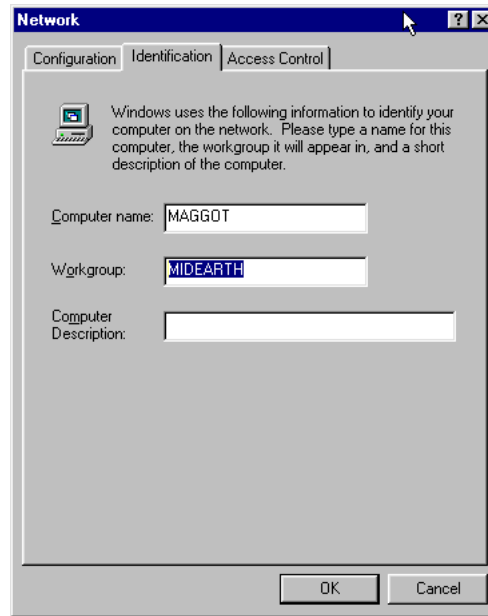 Network
Configuration Identification Access Control
Windows uses the following information to identify your
computer on the network. Please type a name for this
computer, the workgroup it will appear in, and a short
description of the computer.
Computer name: MAGGOT
Workgroup: MIDEARTH
Computer
Description:
OK Cancel